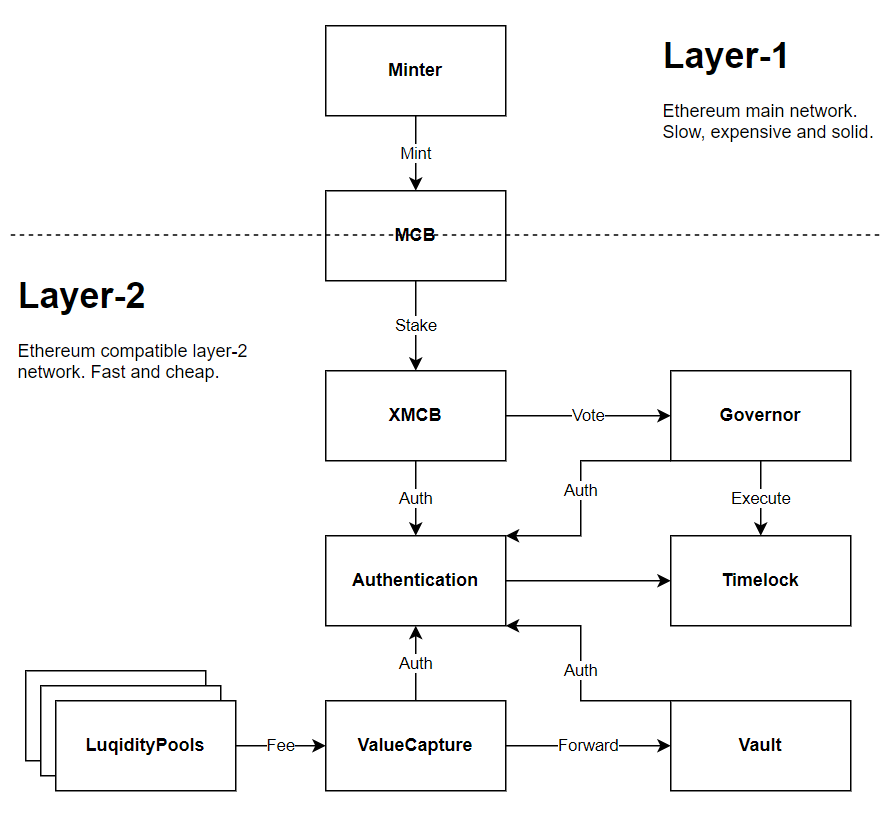 Minter
Layer-1
Ethereum main network.
Slow, expensive and solid.
Mint
MCB
Layer-2
Ethereum compatible layer-2
network. Fast and cheap.
Stake
XMCB
Vote
Governor
Auth
Auth
Execute
Authentication
Timelock
Auth
Auth
LuqidityPools
Fee
ValueCapture
Forward
Vault